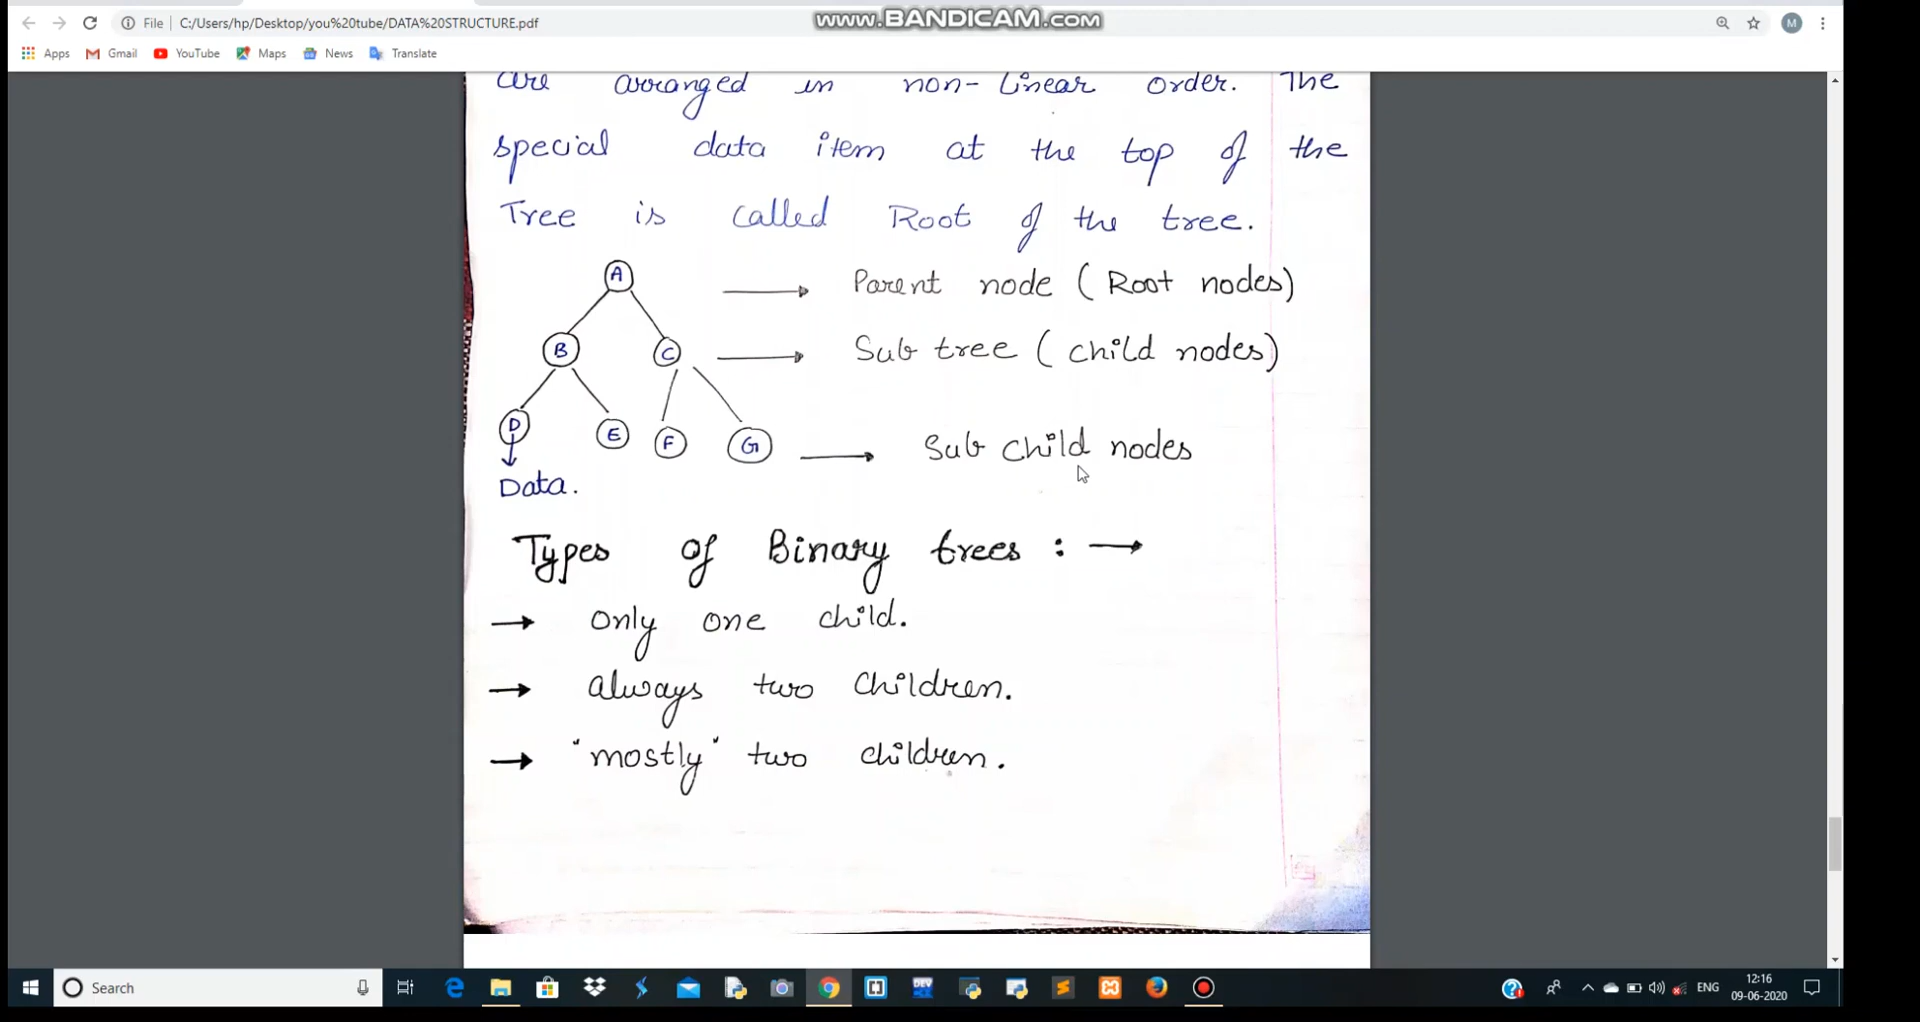 www.BANDICAM.com
File | C:/Users/hp/Desktop/you%20tube/DATA%20STRUCTURE.pdf
M
Apps Gmail YouTube Maps News Translate
are arranged in non-Linear order. The
special data item at the top of the
Tree is called Root of the tree.
A Parent node (Root nodes)
B C Sub tree (child nodes)
D E F G Sub child nodes
Data.
Types of Binary trees :→
→ only one child.
→ always two children.
→ "mostly" two children.
Search
DEV
ENG
12:16
09-06-2020